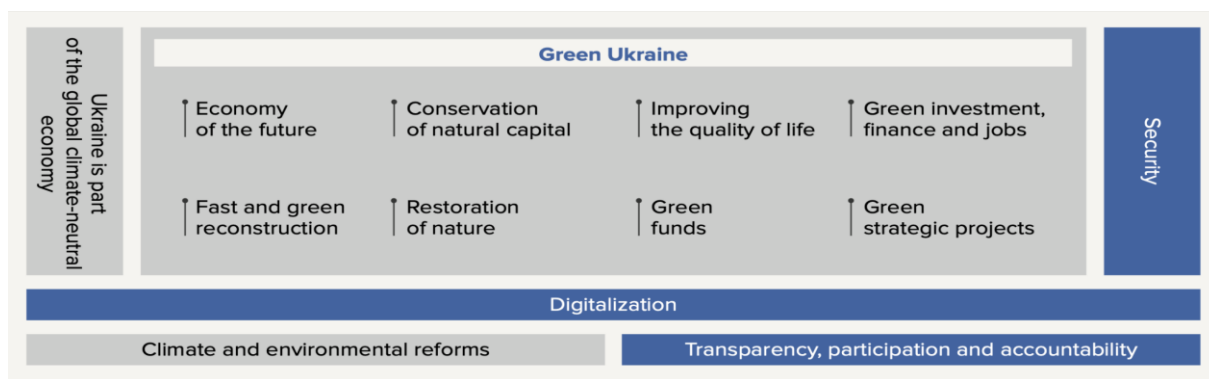 Ukraine is part
of the global climate-neutral
economy
Green Ukraine
Economy
of the future
Conservation
of natural capital
Improving
the quality of life
Green investment,
finance and jobs
Fast and green
reconstruction
Restoration
of nature
Green
funds
Green
strategic projects
Security
Digitalization
Climate and environmental reforms
Transparency, participation and accountability